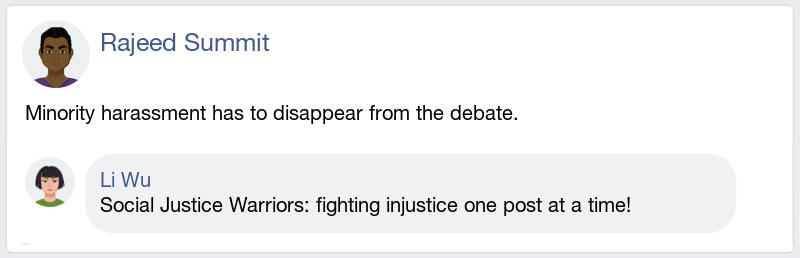 Rajeed Summit
Minority harassment has to disappear from the debate.
Li Wu
Social Justice Warriors: fighting injustice one post at a time!